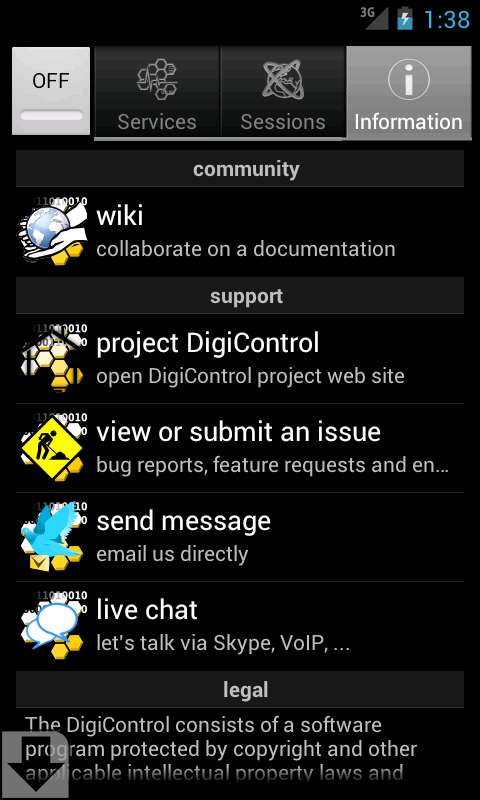 3G
1:38
OFF
Services
Sessions
Information
community
wiki
collaborate on a documentation
support
project DigiControl
open DigiControl project web site
view or submit an issue
bug reports, feature requests and en…
send message
email us directly
live chat
let's talk via Skype, VoIP, ...
legal
The DigiControl consists of a software
program protected by copyright and other
applicable intellectual property laws and